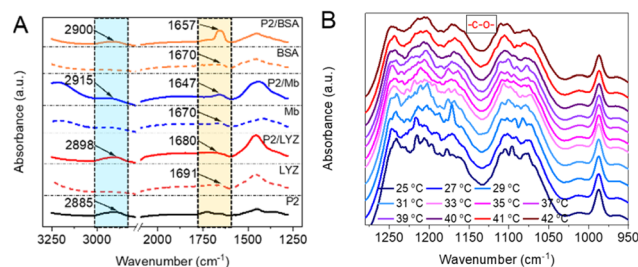 A
Absorbance (a.u.)
2900
1657
P2/BSA
1670
BSA
2915
1647
P2/Mb
1670
Mb
2898
1680
P2/LYZ
1691
LYZ
2885
P2
3250 3000 2000 1750 1500 1250
Wavenumber (cm⁻¹)
B
Absorbance (a.u.)
-C-O-
25 °C 27 °C 29 °C
31 °C 33 °C 35 °C 37 °C
39 °C 40 °C 41 °C 42 °C
1250 1200 1150 1100 1050 1000 950
Wavenumber (cm⁻¹)